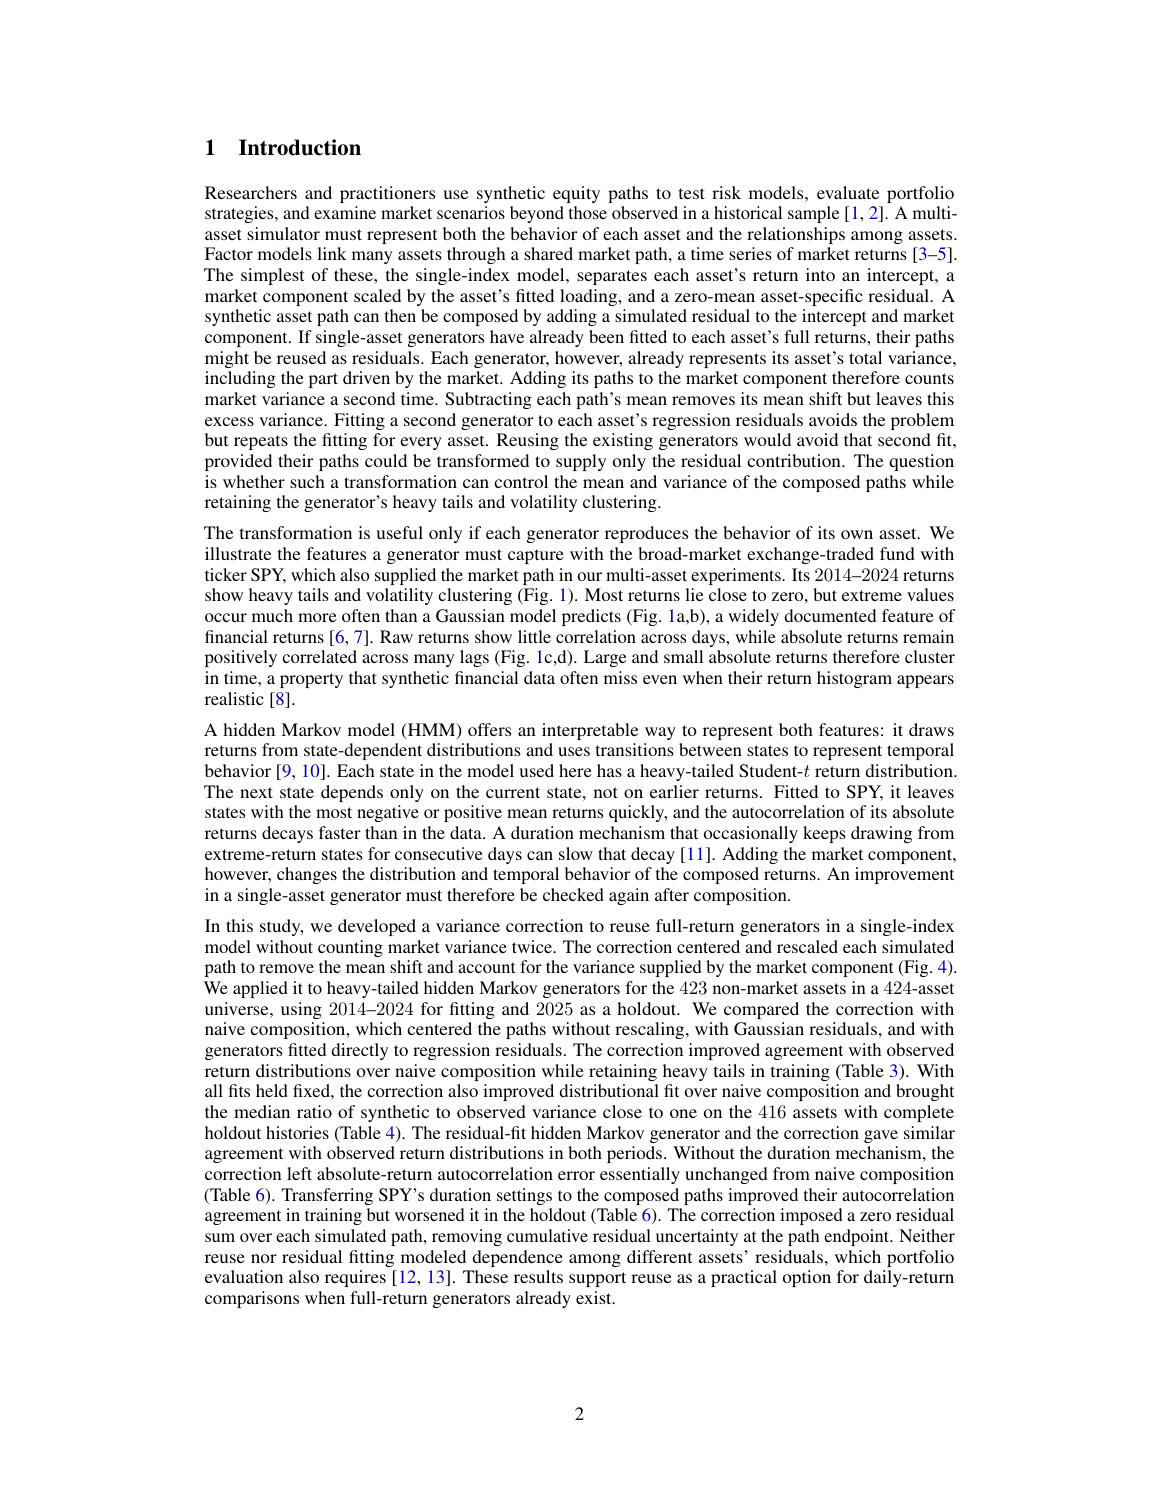 1 Introduction
Researchers and practitioners use synthetic equity paths to test risk models, evaluate portfolio
strategies, and examine market scenarios beyond those observed in a historical sample [1, 2]. A multi-
asset simulator must represent both the behavior of each asset and the relationships among assets.
Factor models link many assets through a shared market path, a time series of market returns [3–5].
The simplest of these, the single-index model, separates each asset's return into an intercept, a
market component scaled by the asset's fitted loading, and a zero-mean asset-specific residual. A
synthetic asset path can then be composed by adding a simulated residual to the intercept and market
component. If single-asset generators have already been fitted to each asset's full returns, their paths
might be reused as residuals. Each generator, however, already represents its asset's total variance,
including the part driven by the market. Adding its paths to the market component therefore counts
market variance a second time. Subtracting each path's mean removes its mean shift but leaves this
excess variance. Fitting a second generator to each asset's regression residuals avoids the problem
but repeats the fitting for every asset. Reusing the existing generators would avoid that second fit,
provided their paths could be transformed to supply only the residual contribution. The question
is whether such a transformation can control the mean and variance of the composed paths while
retaining the generator's heavy tails and volatility clustering.
The transformation is useful only if each generator reproduces the behavior of its own asset. We
illustrate the features a generator must capture with the broad-market exchange-traded fund with
ticker SPY, which also supplied the market path in our multi-asset experiments. Its 2014–2024 returns
show heavy tails and volatility clustering (Fig. 1). Most returns lie close to zero, but extreme values
occur much more often than a Gaussian model predicts (Fig. 1a,b), a widely documented feature of
financial returns [6, 7]. Raw returns show little correlation across days, while absolute returns remain
positively correlated across many lags (Fig. 1c,d). Large and small absolute returns therefore cluster
in time, a property that synthetic financial data often miss even when their return histogram appears
realistic [8].
A hidden Markov model (HMM) offers an interpretable way to represent both features: it draws
returns from state-dependent distributions and uses transitions between states to represent temporal
behavior [9, 10]. Each state in the model used here has a heavy-tailed Student-t return distribution.
The next state depends only on the current state, not on earlier returns. Fitted to SPY, it leaves
states with the most negative or positive mean returns quickly, and the autocorrelation of its absolute
returns decays faster than in the data. A duration mechanism that occasionally keeps drawing from
extreme-return states for consecutive days can slow that decay [11]. Adding the market component,
however, changes the distribution and temporal behavior of the composed returns. An improvement
in a single-asset generator must therefore be checked again after composition.
In this study, we developed a variance correction to reuse full-return generators in a single-index
model without counting market variance twice. The correction centered and rescaled each simulated
path to remove the mean shift and account for the variance supplied by the market component (Fig. 4).
We applied it to heavy-tailed hidden Markov generators for the 423 non-market assets in a 424-asset
universe, using 2014–2024 for fitting and 2025 as a holdout. We compared the correction with
naive composition, which centered the paths without rescaling, with Gaussian residuals, and with
generators fitted directly to regression residuals. The correction improved agreement with observed
return distributions over naive composition while retaining heavy tails in training (Table 3). With
all fits held fixed, the correction also improved distributional fit over naive composition and brought
the median ratio of synthetic to observed variance close to one on the 416 assets with complete
holdout histories (Table 4). The residual-fit hidden Markov generator and the correction gave similar
agreement with observed return distributions in both periods. Without the duration mechanism, the
correction left absolute-return autocorrelation error essentially unchanged from naive composition
(Table 6). Transferring SPY's duration settings to the composed paths improved their autocorrelation
agreement in training but worsened it in the holdout (Table 6). The correction imposed a zero residual
sum over each simulated path, removing cumulative residual uncertainty at the path endpoint. Neither
reuse nor residual fitting modeled dependence among different assets' residuals, which portfolio
evaluation also requires [12, 13]. These results support reuse as a practical option for daily-return
comparisons when full-return generators already exist.
2